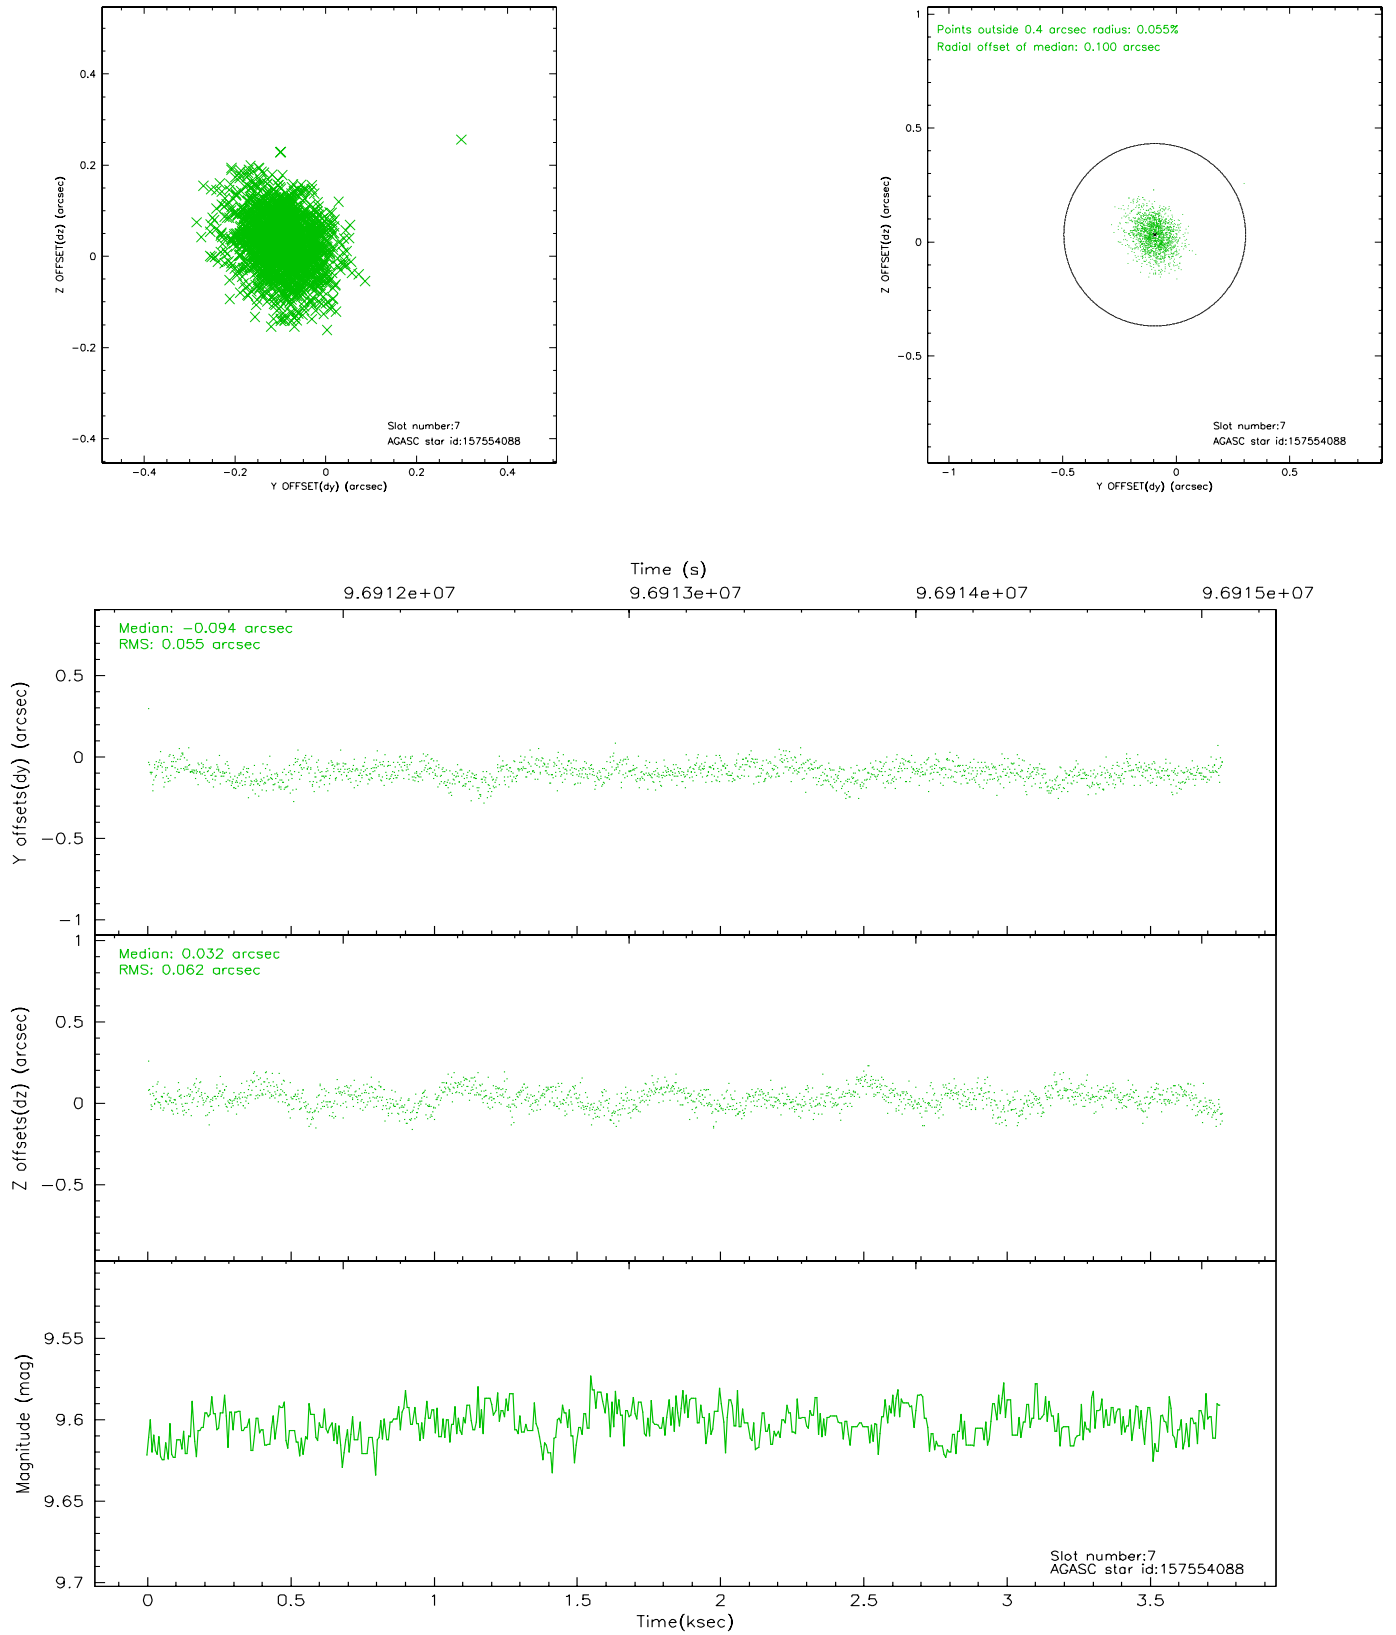 0.4
0.2
0
−0.2
−0.4
Z OFFSET(dz) (arcsec)
Slot number:7
AGASC star id:157554088
−0.4
−0.2
0
0.2
0.4
Y OFFSET(dy) (arcsec)
Points outside 0.4 arcsec radius: 0.055%
Radial offset of median: 0.100 arcsec
1
0.5
0
−0.5
Z OFFSET(dz) (arcsec)
Slot number:7
AGASC star id:157554088
−1
−0.5
0
0.5
Y OFFSET(dy) (arcsec)
Time (s)
9.6912e+07
9.6913e+07
9.6914e+07
9.6915e+07
Median: −0.094 arcsec
RMS: 0.055 arcsec
0.5
0
−0.5
−1
Y offsets(dy) (arcsec)
Median: 0.032 arcsec
RMS: 0.062 arcsec
1
0.5
0
−0.5
Z offsets(dz) (arcsec)
9.55
9.6
9.65
9.7
Magnitude (mag)
Slot number:7
AGASC star id:157554088
0
0.5
1
1.5
2
2.5
3
3.5
Time(ksec)